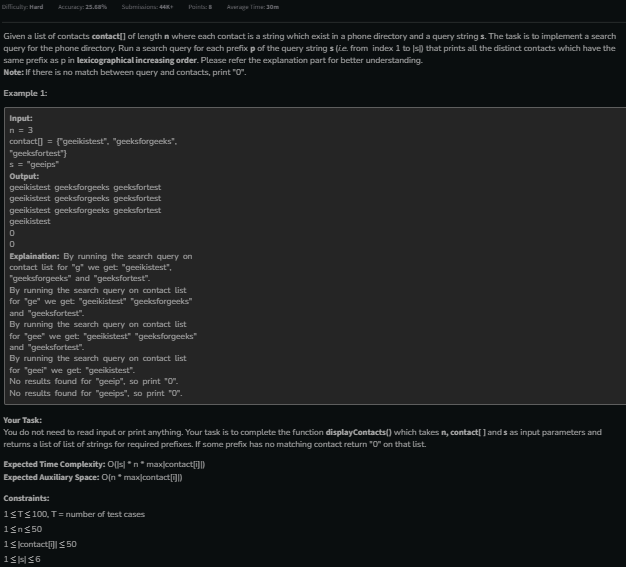 Difficulty: Hard Accuracy: 25.69% Submissions: 44K+ Points: 8 Average Time: 30m
Given a list of contacts contact[] of length n where each contact is a string which exist in a phone directory and a query string s. The task is to implement a search
query for the phone directory. Run a search query for each prefix p of the query string s (i.e. from index 1 to |s|) that prints all the distinct contacts which have the
same prefix as p in lexicographical increasing order. Please refer the explanation part for better understanding.
Note: If there is no match between query and contacts, print "0".
Example 1:
Input:
n = 3
contact[] = {"geeikistest", "geeksforgeeks",
"geeksfortest"}
s = "geeips"
Output:
geeikistest geeksforgeeks geeksfortest
geeikistest geeksforgeeks geeksfortest
geeikistest geeksforgeeks geeksfortest
geeikistest
0
0
Explaination: By running the search query on
contact list for "g" we get: "geeikistest",
"geeksforgeeks" and "geeksfortest".
By running the search query on contact list
for "ge" we get: "geeikistest" "geeksforgeeks"
and "geeksfortest".
By running the search query on contact list
for "gee" we get: "geeikistest" "geeksforgeeks"
and "geeksfortest".
By running the search query on contact list
for "geei" we get: "geeikistest".
No results found for "geeip", so print "0".
No results found for "geeips", so print "0".
Your Task:
You do not need to read input or print anything. Your task is to complete the function displayContacts() which takes n, contact[ ] and s as input parameters and
returns a list of list of strings for required prefixes. If some prefix has no matching contact return "0" on that list.
Expected Time Complexity: O(|s| * n * max|contact[i]|)
Expected Auxiliary Space: O(n * max|contact[i]|)
Constraints:
1 ≤ T ≤ 100, T = number of test cases
1 ≤ n ≤ 50
1 ≤ |contact[i]| ≤ 50
1 ≤ |s| ≤ 6